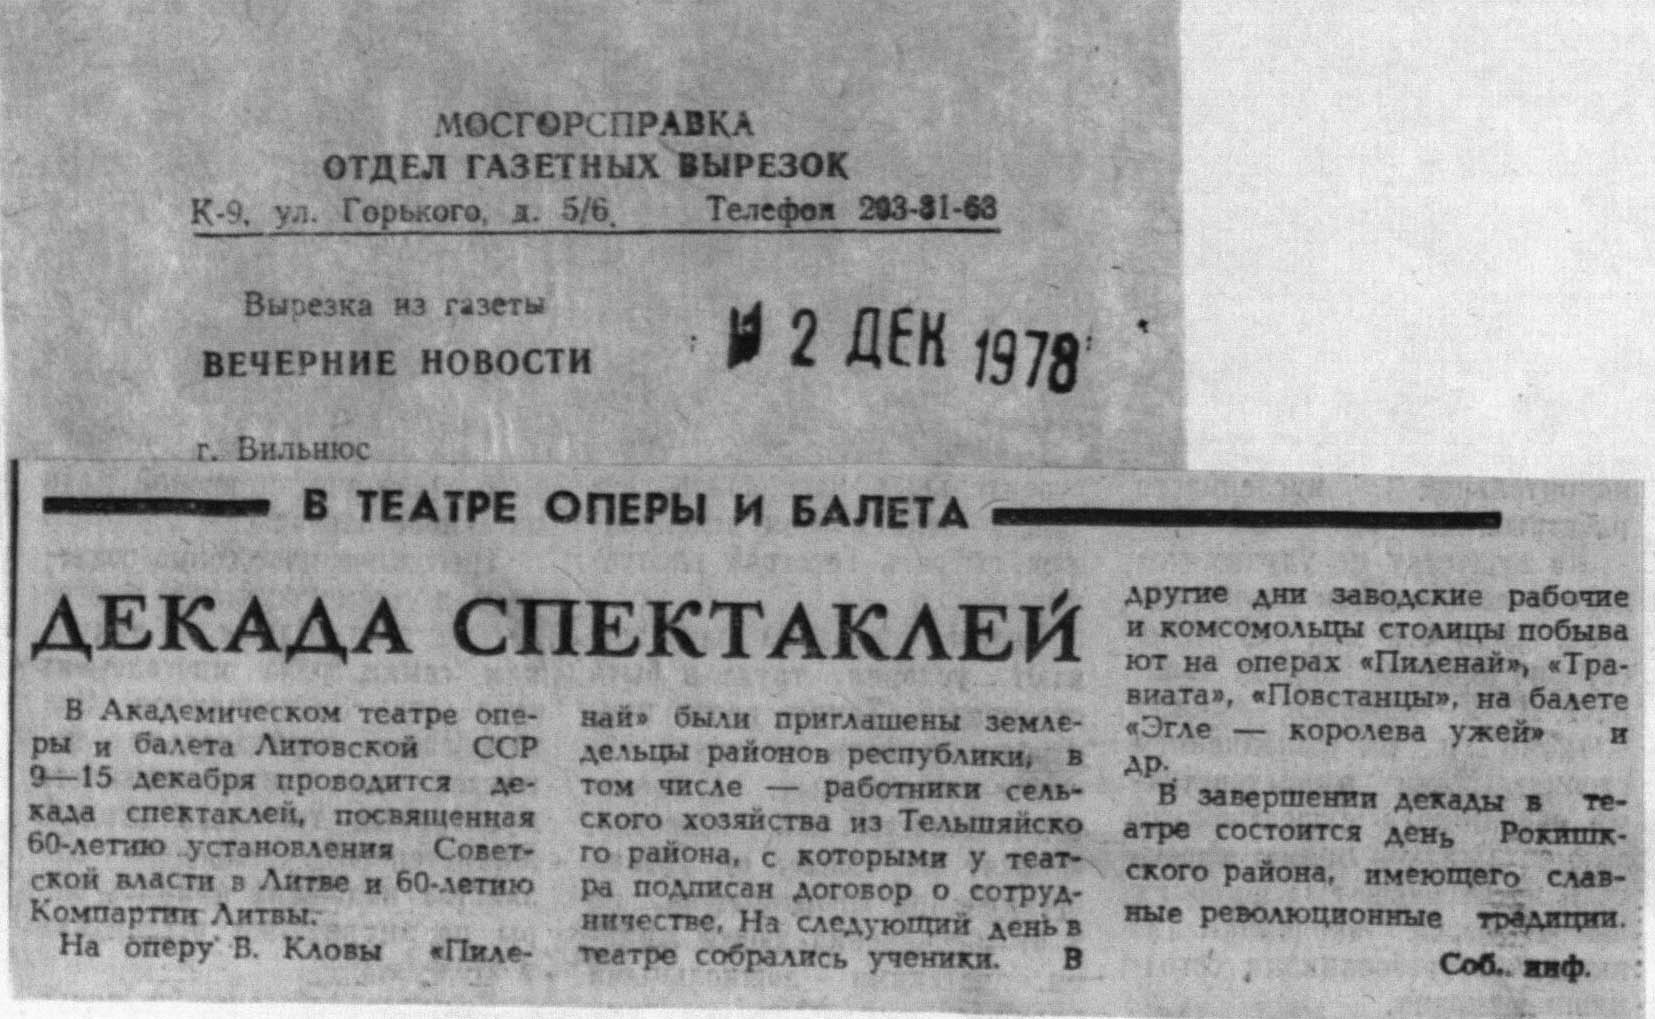 МОСГОРСПРАВКА
ОТДЕЛ ГАЗЕТНЫХ ВЫРЕЗОК
К-9, ул. Горького, д. 5/6. Телефон 203-81-63
Вырезка из газеты
ВЕЧЕРНИЕ НОВОСТИ
2 ДЕК 1978
г. Вильнюс
В ТЕАТРЕ ОПЕРЫ И БАЛЕТА
ДЕКАДА СПЕКТАКЛЕЙ
В Академическом театре опе-
ры и балета Литовской ССР
9—15 декабря проводится де-
када спектаклей, посвященная
60-летию установления Совет-
ской власти в Литве и 60-летию
Компартии Литвы.
На оперу В. Кловы «Пиле-
най» были приглашены земле-
дельцы районов республики, в
том числе — работники сель-
ского хозяйства из Тельшяйско
го района, с которыми у теат-
ра подписан договор о сотруд-
ничестве. На следующий день в
театре собрались ученики. В
другие дни заводские рабочие
и комсомольцы столицы побыва
ют на операх «Пиленай», «Тра-
виата», «Повстанцы», на балете
«Эгле — королева ужей» и
др.
В завершении декады в те-
атре состоится день Рокишк-
ского района, имеющего слав-
ные революционные традиции.
Соб. инф.